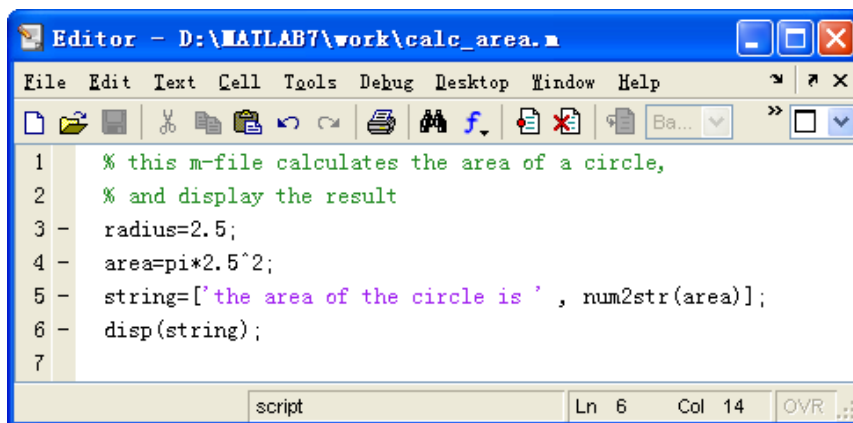 Editor - D:\MATLAB7\work\calc_area.m
File Edit Text Cell Tools Debug Desktop Window Help
Ba...
1 % this m-file calculates the area of a circle,
2 % and display the result
3 - radius=2.5;
4 - area=pi*2.5^2;
5 - string=['the area of the circle is ' , num2str(area)];
6 - disp(string);
7
script Ln 6 Col 14 OVR